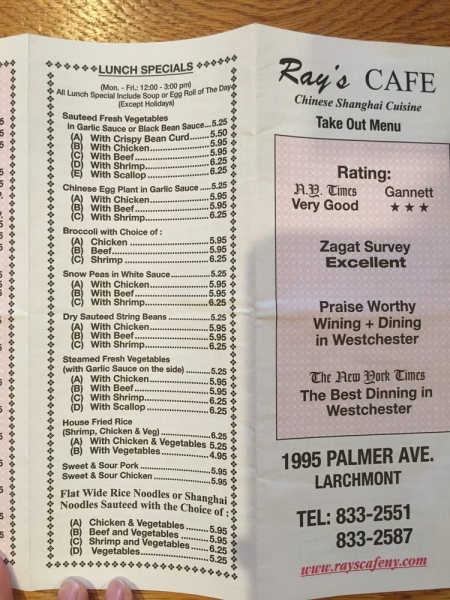 LUNCH SPECIALS
(Mon. - Fri.: 12:00 - 3:00 pm)
All Lunch Special Include Soup or Egg Roll of The Day
(Except Holidays)
Sauteed Fresh Vegetables
in Garlic Sauce or Black Bean Sauce...5.25
(A) With Crispy Bean Curd.......5.50
(B) With Chicken....................5.95
(C) With Beef.........................5.95
(D) With Shrimp.....................6.25
(E) With Scallop....................6.25
Chinese Egg Plant in Garlic Sauce.....5.25
(A) With Chicken....................5.95
(B) With Beef.........................5.95
(C) With Shrimp.....................6.25
Broccoli with Choice of :
(A) Chicken............................5.95
(B) Beef.................................5.95
(C) Shrimp.............................6.25
Snow Peas in White Sauce.............5.25
(A) With Chicken....................5.95
(B) With Beef.........................5.95
(C) With Shrimp.....................6.25
Dry Sauteed String Beans..............5.25
(A) With Chicken....................5.95
(B) With Beef.........................5.95
(C) With Shrimp.....................6.25
Steamed Fresh Vegetables
(with Garlic Sauce on the side)........5.25
(A) With Chicken....................5.95
(B) With Beef.........................5.95
(C) With Shrimp.....................6.25
(D) With Scallop....................6.25
House Fried Rice
(Shrimp, Chicken & Veg)................6.25
(A) With Chicken & Vegetables 5.25
(B) With Vegetables................4.95
Sweet & Sour Pork........................5.95
Sweet & Sour Chicken....................5.95
Flat Wide Rice Noodles or Shanghai
Noodles Sauteed with the Choice of :
(A) Chicken & Vegetables.........5.95
(B) Beef and Vegetables...........5.95
(C) Shrimp and Vegetables.......6.25
(D) Vegetables........................5.25
Ray's CAFE
Chinese Shanghai Cuisine
Take Out Menu
Rating:
N.Y. Times Gannett
Very Good ★ ★ ★
Zagat Survey
Excellent
Praise Worthy
Wining + Dining
in Westchester
The New York Times
The Best Dinning in
Westchester
1995 PALMER AVE.
LARCHMONT
TEL: 833-2551
833-2587
www.rayscafeny.com